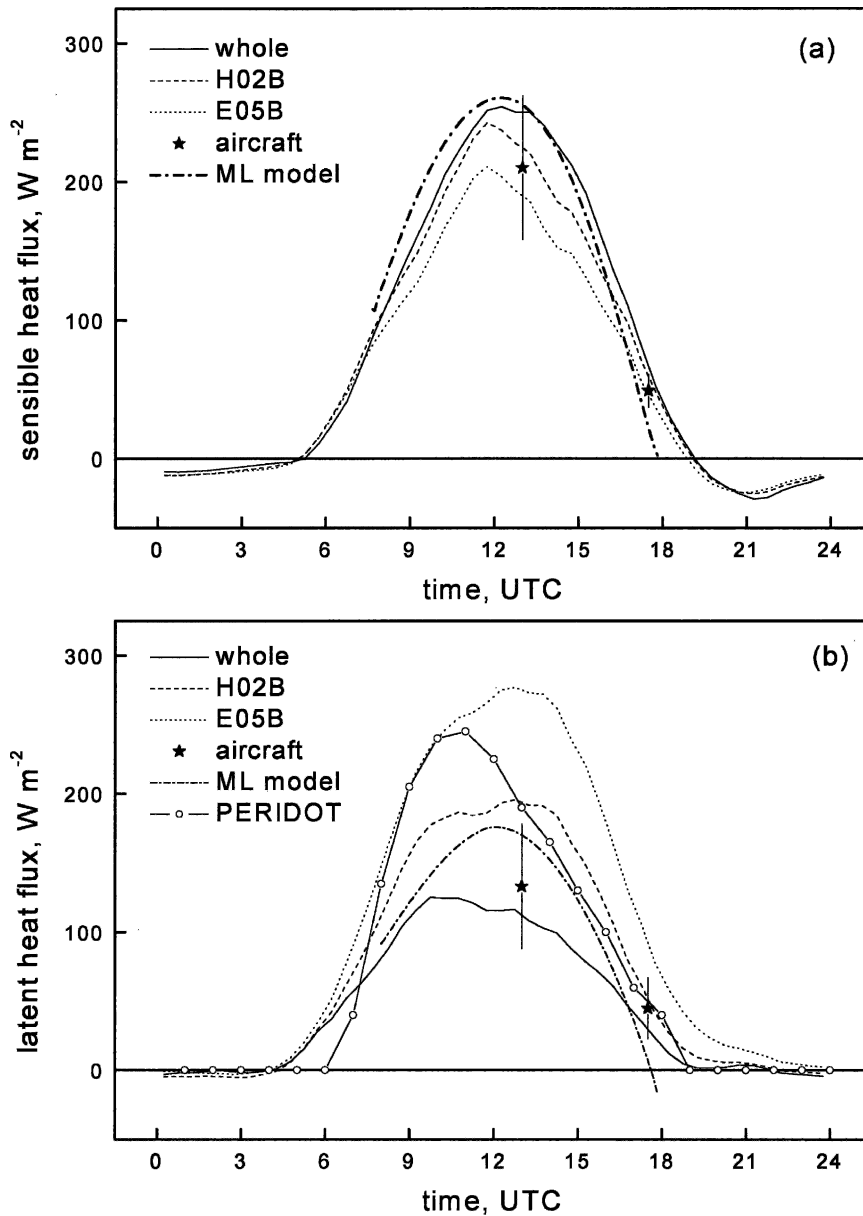 (a)
whole
H02B
E05B
aircraft
ML model
300
200
100
0
sensible heat flux, W m⁻²
0 3 6 9 12 15 18 21 24
time, UTC
(b)
whole
H02B
E05B
aircraft
ML model
PERIDOT
300
200
100
0
latent heat flux, W m⁻²
0 3 6 9 12 15 18 21 24
time, UTC